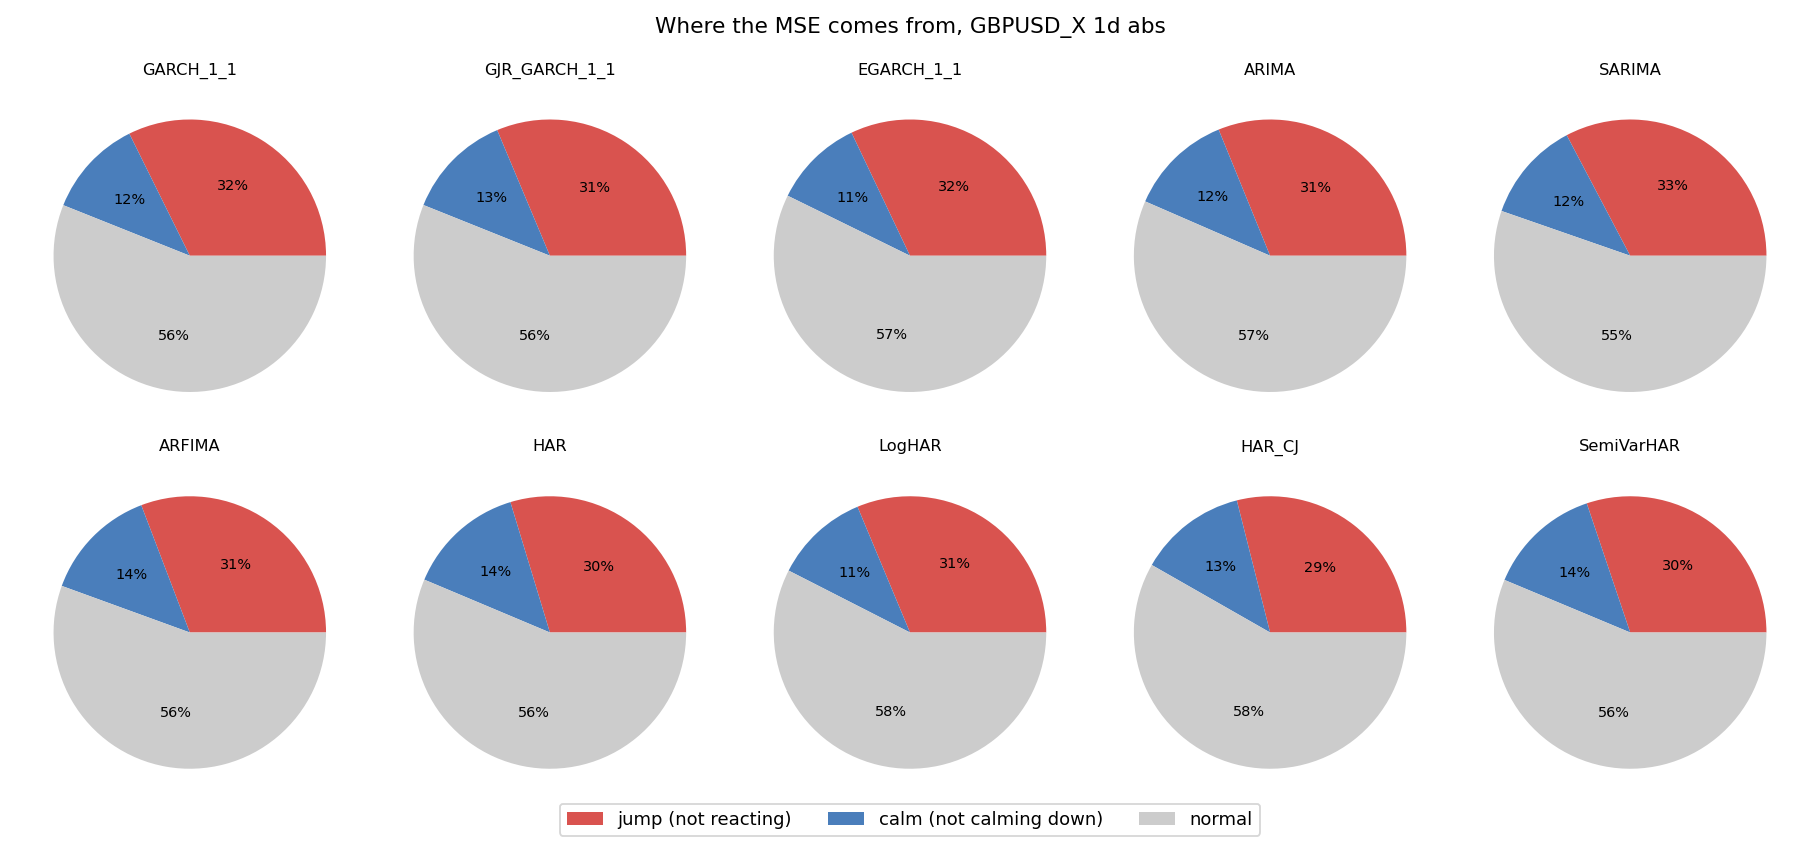 Where the MSE comes from, GBPUSD_X 1d abs
GARCH_1_1
GJR_GARCH_1_1
EGARCH_1_1
ARIMA
SARIMA
32%
12%
56%
31%
13%
56%
32%
11%
57%
31%
12%
57%
33%
12%
55%
ARFIMA
HAR
LogHAR
HAR_CJ
SemiVarHAR
31%
14%
56%
30%
14%
56%
31%
11%
58%
29%
13%
58%
30%
14%
56%
jump (not reacting)
calm (not calming down)
normal